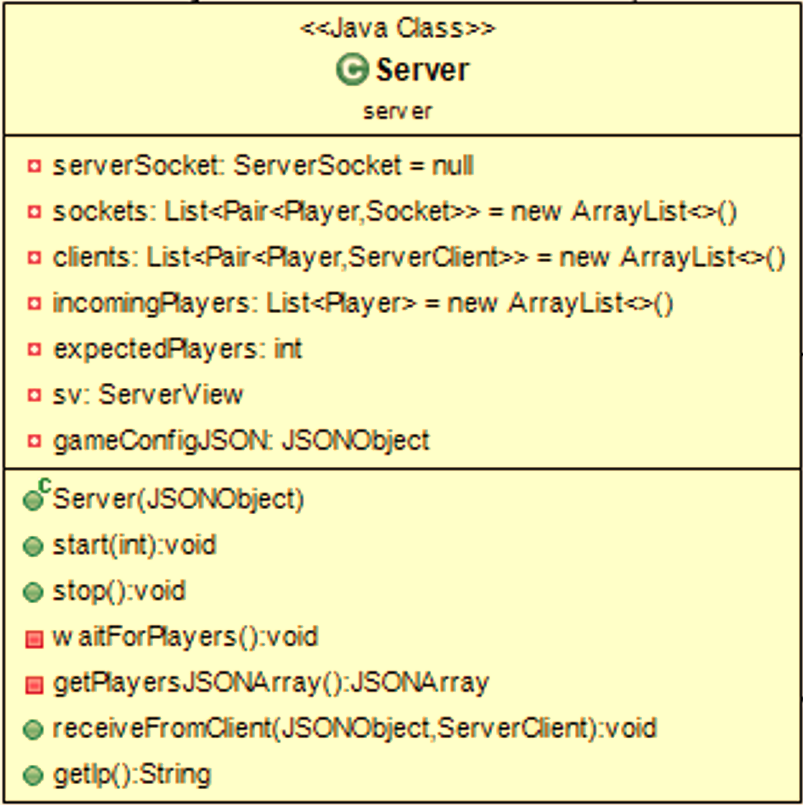 <<Java Class>>
C Server
server
serverSocket: ServerSocket = null
sockets: List<Pair<Player,Socket>> = new ArrayList<>()
clients: List<Pair<Player,ServerClient>> = new ArrayList<>()
incomingPlayers: List<Player> = new ArrayList<>()
expectedPlayers: int
sv: ServerView
gameConfigJSON: JSONObject
C Server(JSONObject)
start(int):void
stop():void
waitForPlayers():void
getPlayersJSONArray():JSONArray
receiveFromClient(JSONObject,ServerClient):void
getIp():String